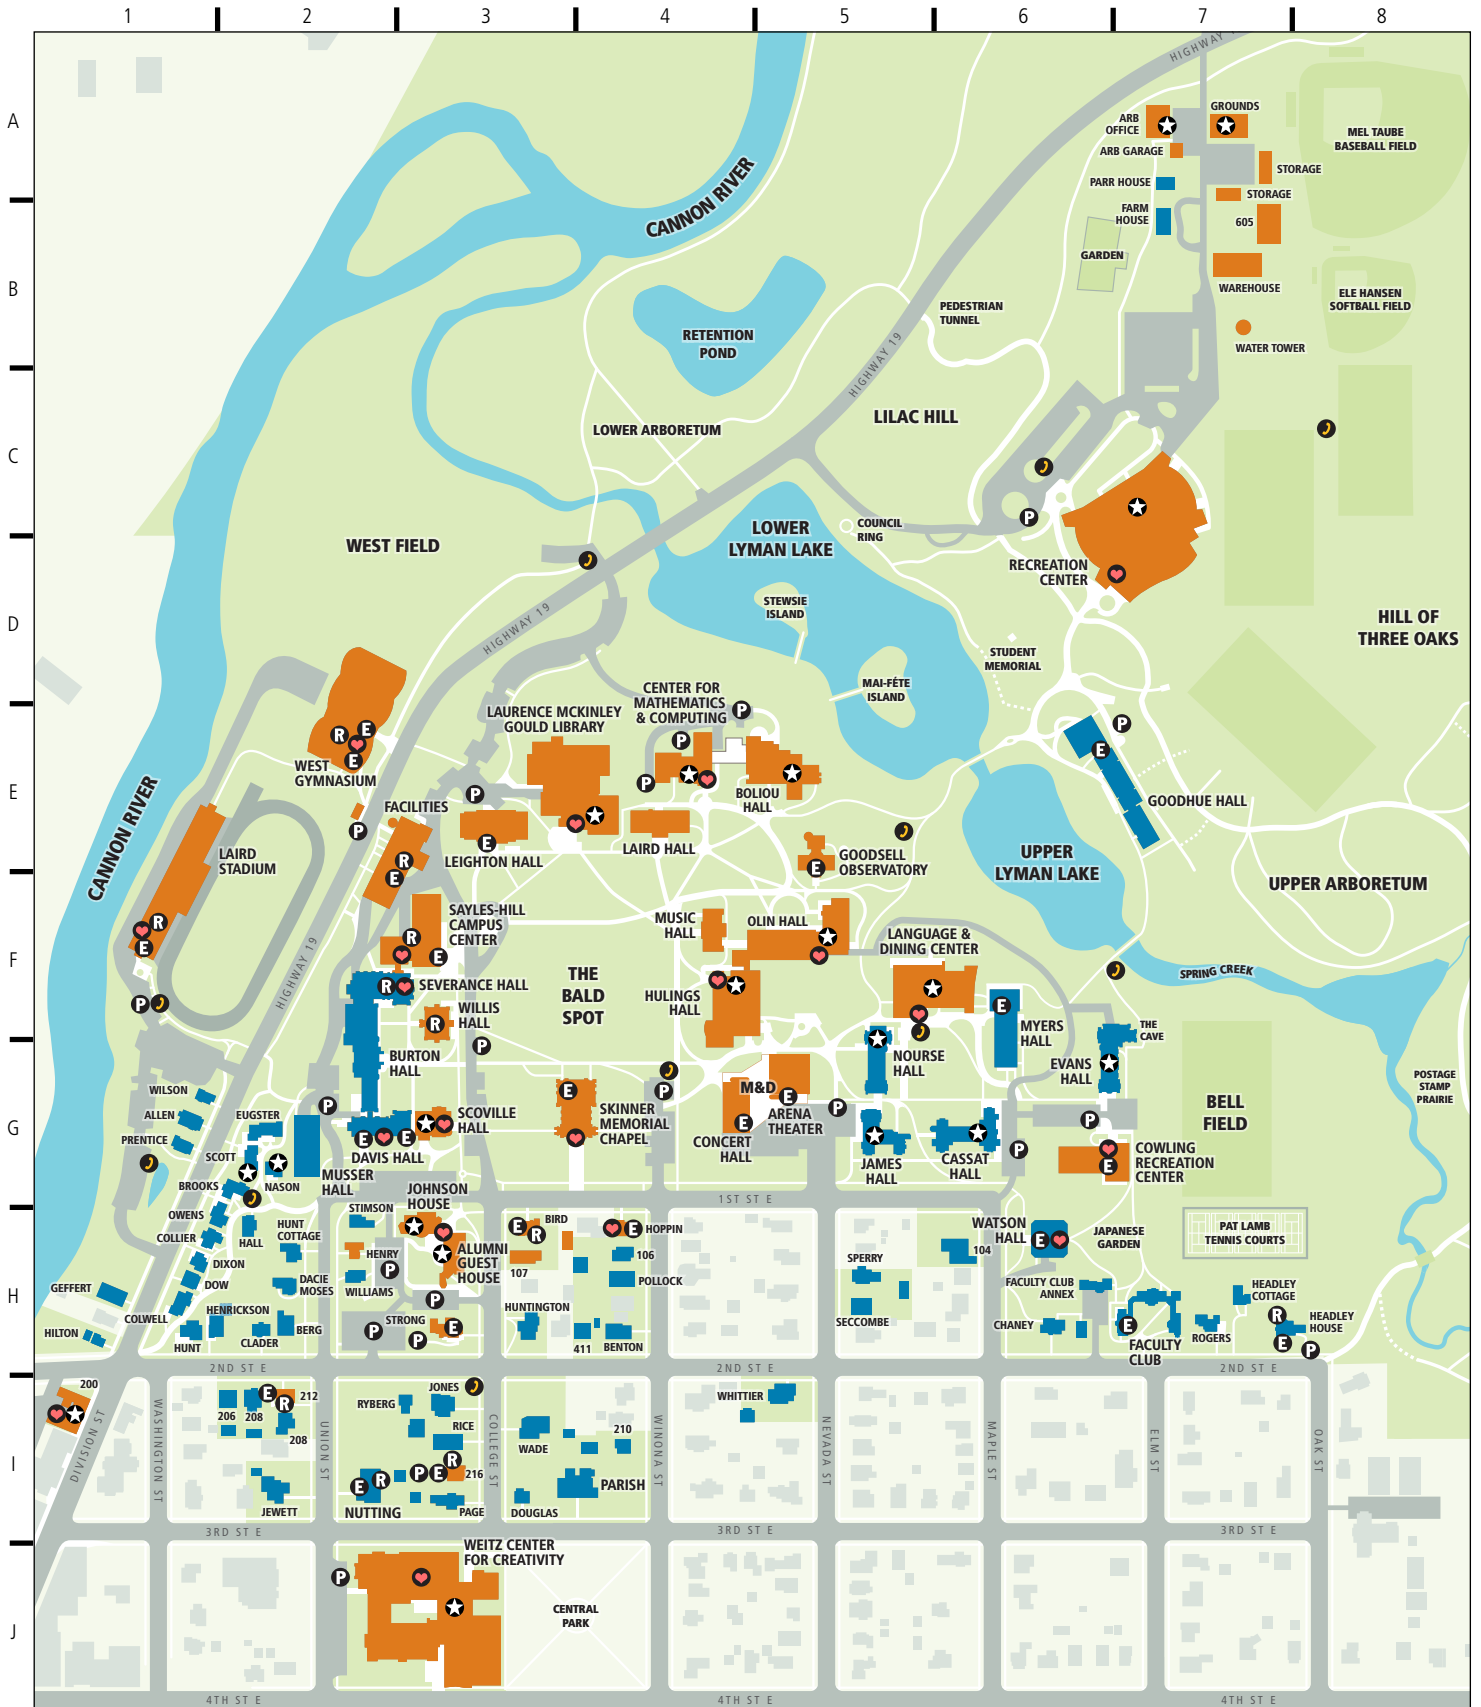 1 2 3 4 5 6 7 8
A
B
C
D
E
F
G
H
I
J
HIGHWAY
ARB
OFFICE
GROUNDS
ARB GARAGE
PARR HOUSE
FARM
HOUSE
STORAGE
STORAGE
605
MEL TAUBE
BASEBALL FIELD
CANNON RIVER
GARDEN
WAREHOUSE
ELE HANSEN
SOFTBALL FIELD
PEDESTRIAN
TUNNEL
WATER TOWER
RETENTION
POND
HIGHWAY 19
LILAC HILL
LOWER ARBORETUM
P
COUNCIL
RING
LOWER
LYMAN LAKE
WEST FIELD
RECREATION
CENTER
STEWSIE
ISLAND
HIGHWAY 19
HILL OF
THREE OAKS
STUDENT
MEMORIAL
MAI-FÊTE
ISLAND
CENTER FOR
MATHEMATICS
& COMPUTING
P
P
P
LAURENCE MCKINLEY
GOULD LIBRARY
P
E
R
E
E
WEST
GYMNASIUM
P
BOLIOU
HALL
GOODHUE HALL
CANNON RIVER
FACILITIES
P
R
E
E
LEIGHTON HALL
LAIRD HALL
LAIRD
STADIUM
GOODSELL
OBSERVATORY
E
UPPER
LYMAN LAKE
UPPER ARBORETUM
SAYLES-HILL
CAMPUS
CENTER
R
E
R
E
MUSIC
HALL
OLIN HALL
LANGUAGE &
DINING CENTER
HIGHWAY 19
THE
BALD
SPOT
SPRING CREEK
R
SEVERANCE HALL
HULINGS
HALL
P
WILLIS
HALL
R
P
E
MYERS
HALL
THE
CAVE
BURTON
HALL
NOURSE
HALL
EVANS
HALL
POSTAGE
STAMP
PRAIRIE
WILSON
ALLEN
PRENTICE
EUGSTER
SCOTT
BROOKS
NASON
MUSSER
HALL
P
E
E
DAVIS HALL
SCOVILLE
HALL
E
SKINNER
MEMORIAL
CHAPEL
P
M&D
E
E
ARENA
THEATER
CONCERT
HALL
P
JAMES
HALL
CASSAT
HALL
P
P
BELL
FIELD
E
COWLING
RECREATION
CENTER
1ST ST E
OWENS
COLLIER
HALL
HUNT
COTTAGE
STIMSON
JOHNSON
HOUSE
HENRY
P
ALUMNI
GUEST
HOUSE
E
R
BIRD
E
HOPPIN
107
106
POLLOCK
SPERRY
104
WATSON
HALL
E
JAPANESE
GARDEN
PAT LAMB
TENNIS COURTS
DIXON
DOW
DACIE
MOSES
WILLIAMS
GEFFERT
COLWELL
HENRICKSON
BERG
CLADER
HUNT
HILTON
P
STRONG
P
P
E
HUNTINGTON
411
BENTON
SECCOMBE
FACULTY CLUB
ANNEX
CHANEY
E
FACULTY
CLUB
ROGERS
HEADLEY
COTTAGE
R
E
HEADLEY
HOUSE
P
2ND ST E
2ND ST E
2ND ST E
200
DIVISION ST
WASHINGTON ST
206
208
E
R
212
208
JEWETT
UNION ST
JONES
RYBERG
RICE
R
P
E
216
E
R
NUTTING
PAGE
COLLEGE ST
WADE
210
PARISH
DOUGLAS
WINONA ST
WHITTIER
NEVADA ST
MAPLE ST
ELM ST
OAK ST
3RD ST E
3RD ST E
3RD ST E
WEITZ CENTER
FOR CREATIVITY
P
CENTRAL
PARK
4TH ST E
4TH ST E
4TH ST E